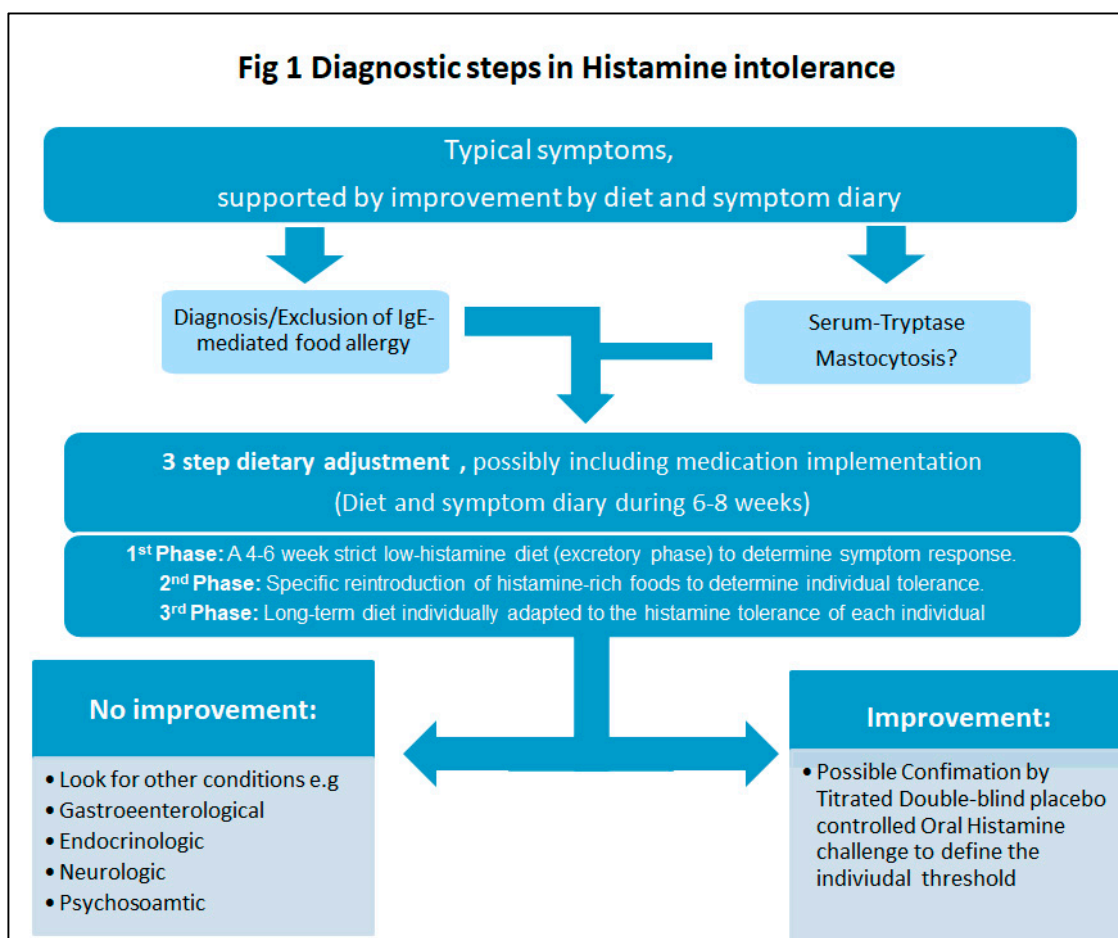 Fig 1 Diagnostic steps in Histamine intolerance
Typical symptoms,
supported by improvement by diet and symptom diary
Diagnosis/Exclusion of IgE-
mediated food allergy
Serum-Tryptase
Mastocytosis?
3 step dietary adjustment , possibly including medication implementation
(Diet and symptom diary during 6-8 weeks)
1st Phase: A 4-6 week strict low-histamine diet (excretory phase) to determine symptom response.
2nd Phase: Specific reintroduction of histamine-rich foods to determine individual tolerance.
3rd Phase: Long-term diet individually adapted to the histamine tolerance of each individual
No improvement:
• Look for other conditions e.g
• Gastroeenterological
• Endocrinologic
• Neurologic
• Psychosoamtic
Improvement:
• Possible Confimation by
Titrated Double-blind placebo
controlled Oral Histamine
challenge to define the
indiviudal threshold